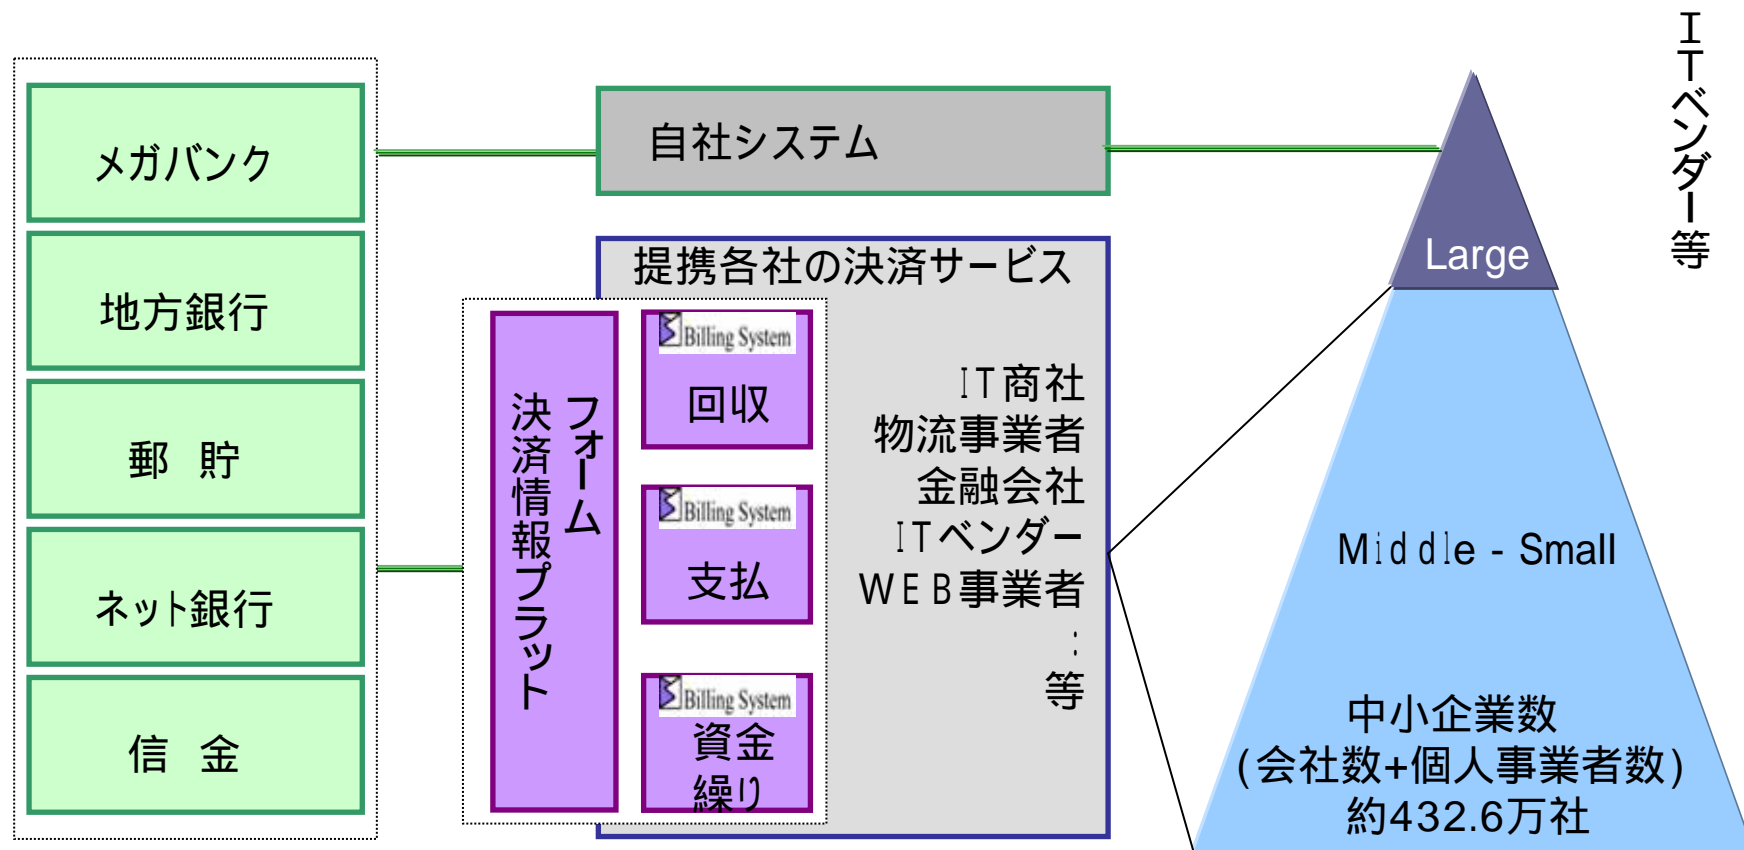 メガバンク
地方銀行
郵 貯
ネット銀行
信 金
自社システム
提携各社の決済サービス
決済情報プラット
フォーム
Billing System
回収
Billing System
支払
Billing System
資金
繰り
IT商社
物流事業者
金融会社
ITベンダー
WEB事業者
:
等
Large
Middle - Small
中小企業数
(会社数+個人事業者数)
約432.6万社
ITベンダー等